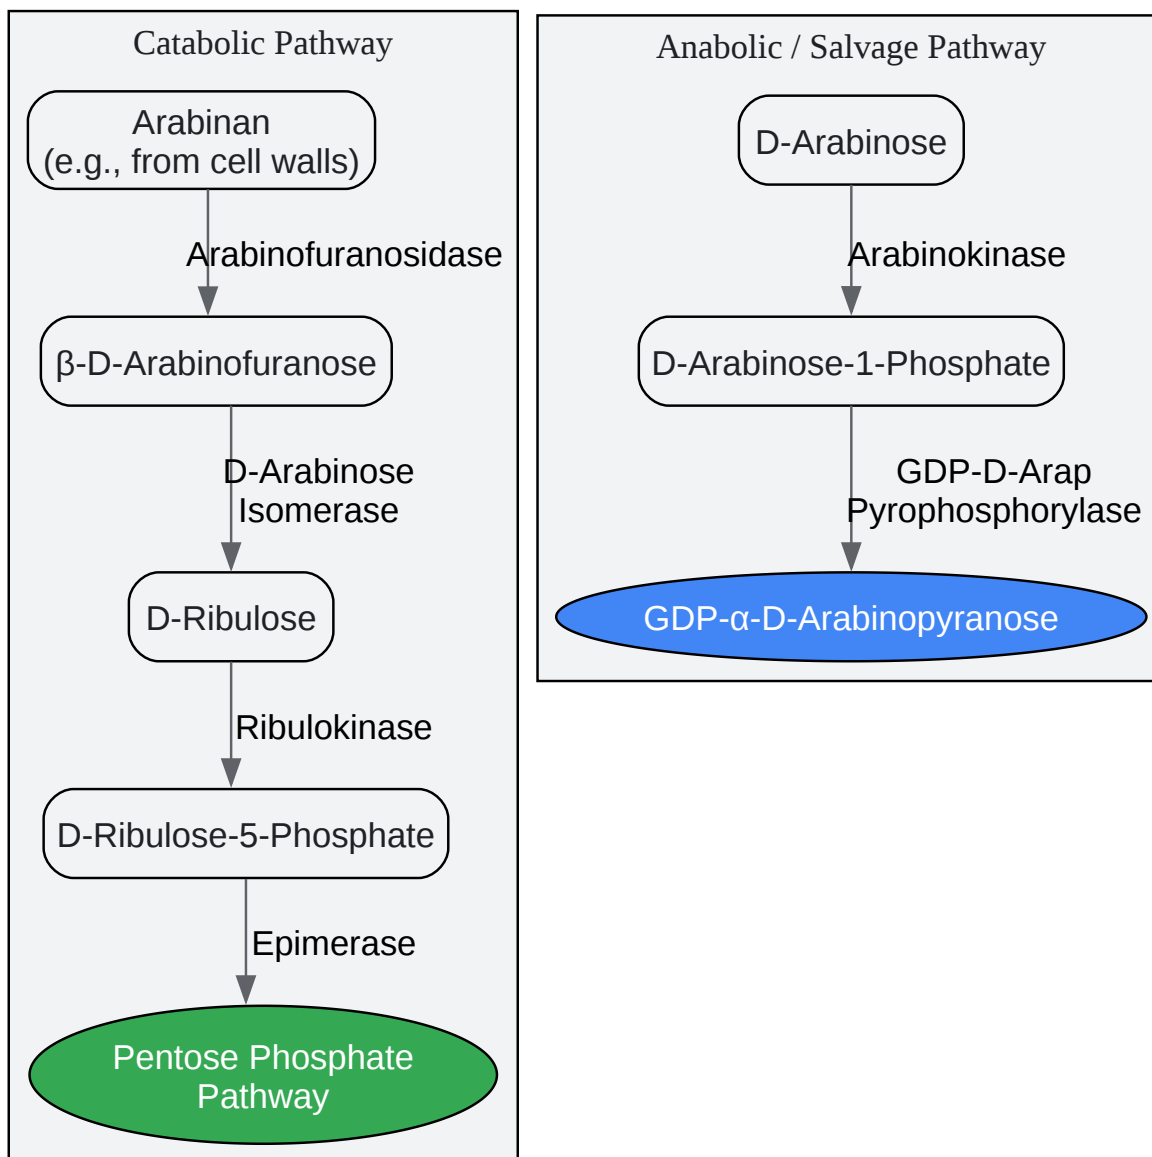 Catabolic Pathway
Arabinan
(e.g., from cell walls)
Arabinofuranosidase
β-D-Arabinofuranose
D-Arabinose
Isomerase
D-Ribulose
Ribulokinase
D-Ribulose-5-Phosphate
Epimerase
Pentose Phosphate
Pathway
Anabolic / Salvage Pathway
D-Arabinose
Arabinokinase
D-Arabinose-1-Phosphate
GDP-D-Arap
Pyrophosphorylase
GDP-α-D-Arabinopyranose